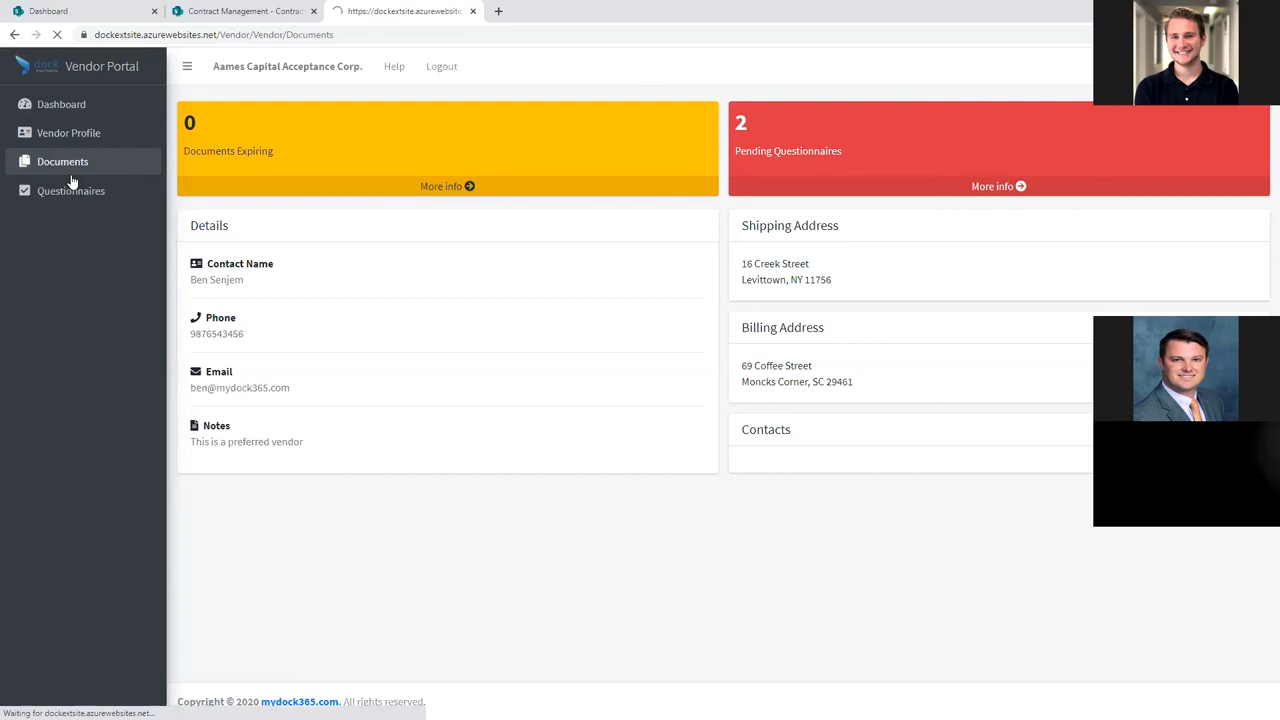 Dashboard
Contract Management - Contrac
https://dockextsite.azurewebsite
dockextsite.azurewebsites.net/Vendor/Vendor/Documents
dock
Vendor Portal
Aames Capital Acceptance Corp.
Help
Logout
Dashboard
Vendor Profile
Documents
Questionnaires
0
Documents Expiring
More info
2
Pending Questionnaires
More info
Details
Contact Name
Ben Senjem
Phone
9876543456
Email
ben@mydock365.com
Notes
This is a preferred vendor
Shipping Address
16 Creek Street
Levittown, NY 11756
Billing Address
69 Coffee Street
Moncks Corner, SC 29461
Contacts
Copyright © 2020 mydock365.com. All rights reserved.
Waiting for dockextsite.azurewebsites.net...